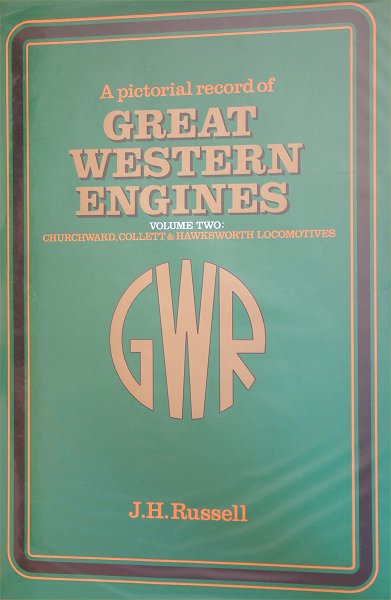 A pictorial record of
GREAT
WESTERN
ENGINES
VOLUME TWO:
CHURCHWARD, COLLETT & HAWKSWORTH LOCOMOTIVES
GWR
J.H. Russell